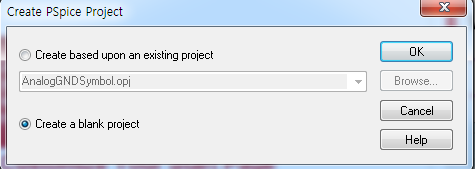 Create PSpice Project
Create based upon an existing project
OK
AnalogGNDSymbol.opj
Browse...
Create a blank project
Cancel
Help